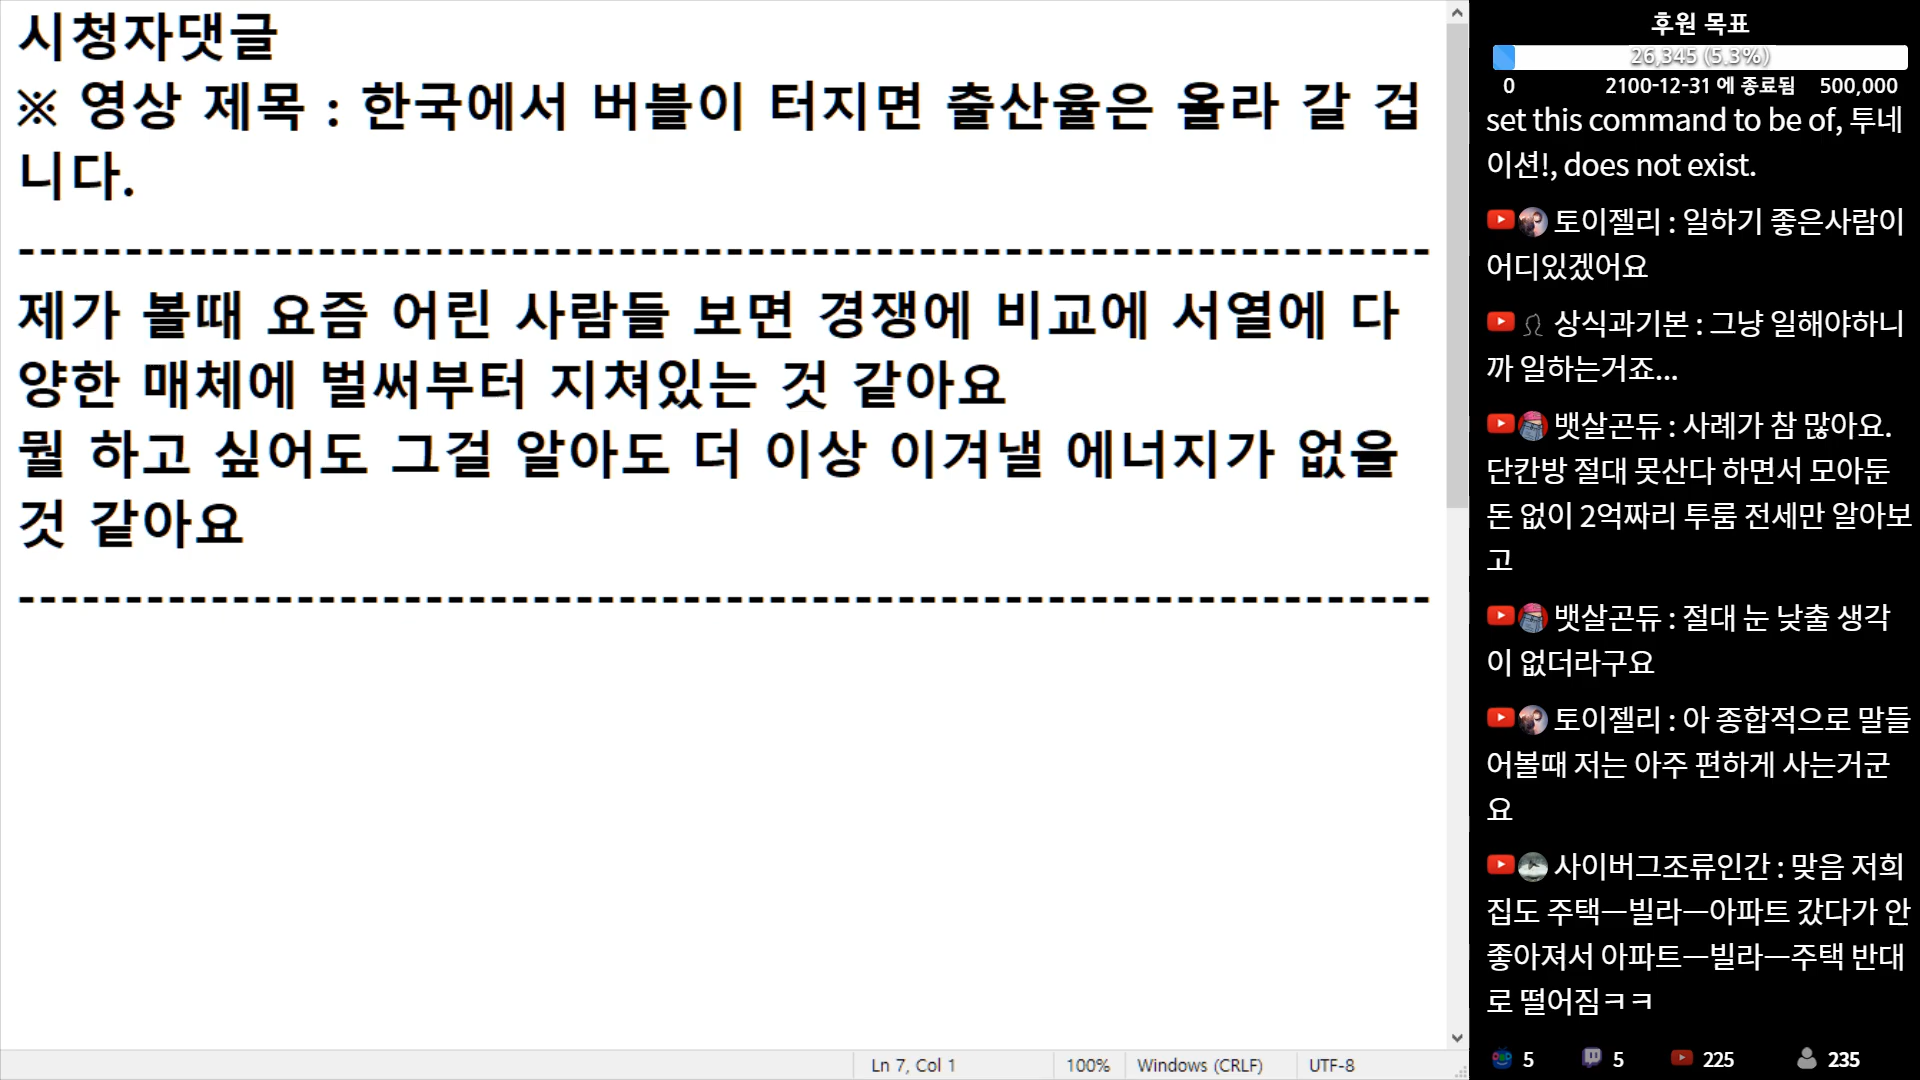 시청자댓글
※ 영상 제목 : 한국에서 버블이 터지면 출산율은 올라 갈 겁
니다.
------------------------------------------------------------------
제가 볼때 요즘 어린 사람들 보면 경쟁에 비교에 서열에 다
양한 매체에 벌써부터 지쳐있는 것 같아요
뭘 하고 싶어도 그걸 알아도 더 이상 이겨낼 에너지가 없을
것 같아요
------------------------------------------------------------------
Ln 7, Col 1
100%
Windows (CRLF)
UTF-8
후원 목표
26,345 (5.3%)
0 2100-12-31 에 종료됨 500,000
set this command to be of, 투네
이션!, does not exist.
토이젤리 : 일하기 좋은사람이
어디있겠어요
상식과기본 : 그냥 일해야하니
까 일하는거죠...
뱃살곤듀 : 사례가 참 많아요.
단칸방 절대 못산다 하면서 모아둔
돈 없이 2억짜리 투룸 전세만 알아보
고
뱃살곤듀 : 절대 눈 낮출 생각
이 없더라구요
토이젤리 : 아 종합적으로 말들
어볼때 저는 아주 편하게 사는거군
요
사이버그조류인간 : 맞음 저희
집도 주택ㅡ빌라ㅡ아파트 갔다가 안
좋아져서 아파트ㅡ빌라ㅡ주택 반대
로 떨어짐ㅋㅋ
5 5 225 235